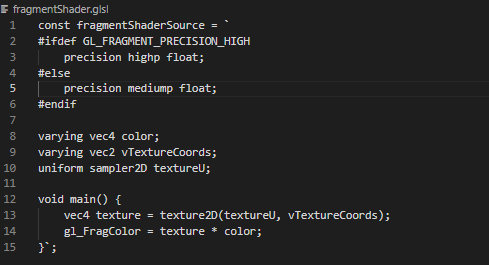 fragmentShader.glsl
1 const fragmentShaderSource = `
2 #ifdef GL_FRAGMENT_PRECISION_HIGH
3     precision highp float;
4 #else
5     precision mediump float;
6 #endif
7
8 varying vec4 color;
9 varying vec2 vTextureCoords;
10 uniform sampler2D textureU;
11
12 void main() {
13     vec4 texture = texture2D(textureU, vTextureCoords);
14     gl_FragColor = texture * color;
15 }`;